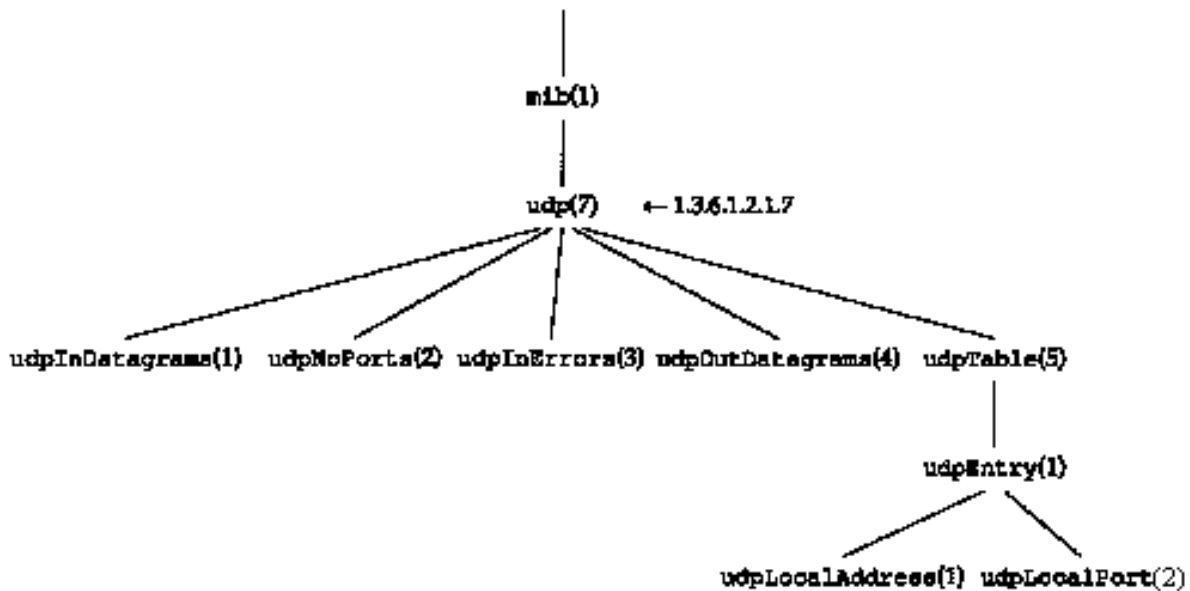 mib(1)
udp(7) ← 1.3.6.1.2.1.7
udpInDatagrams(1) udpNoPorts(2) udpInErrors(3) udpOutDatagrams(4) udpTable(5)
udpEntry(1)
udpLocalAddress(1) udpLocalPort(2)